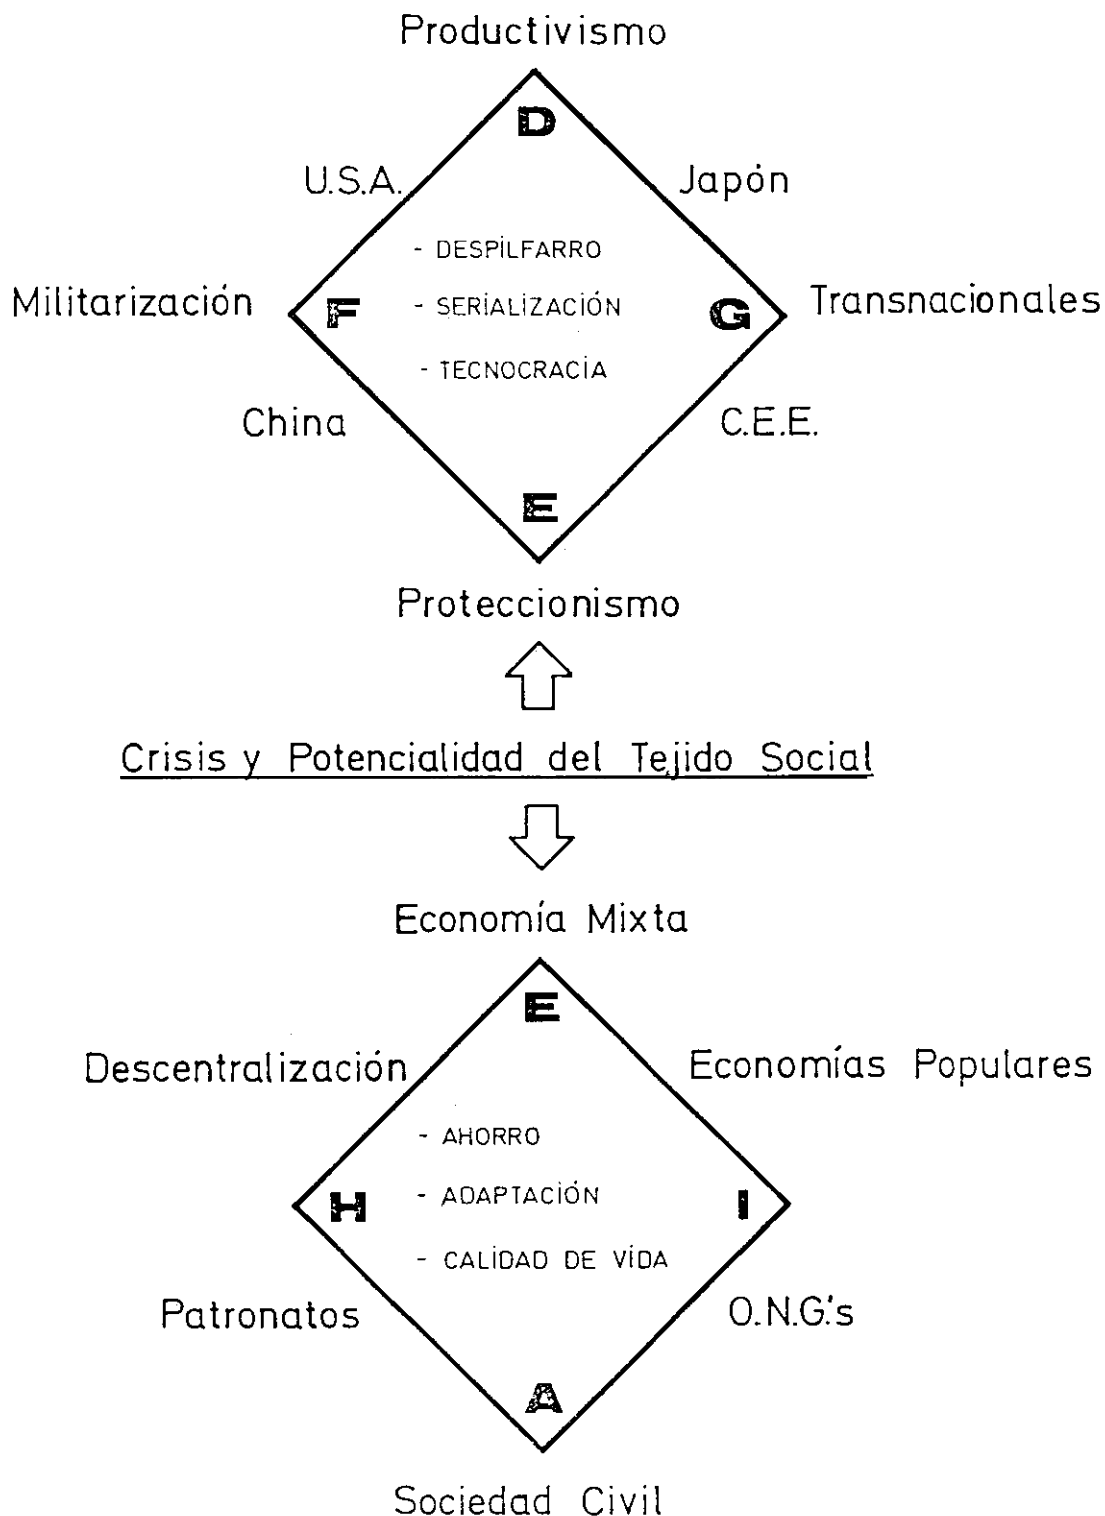 Productivismo
D
U.S.A. Japón
- DESPILFARRO
Militarización F - SERIALIZACIÓN G Transnacionales
- TECNOCRACIA
China C.E.E.
E
Proteccionismo
Crisis y Potencialidad del Tejido Social
Economía Mixta
E
Descentralización Economías Populares
- AHORRO
H - ADAPTACIÓN I
- CALIDAD DE VIDA
Patronatos O.N.G.'s
A
Sociedad Civil